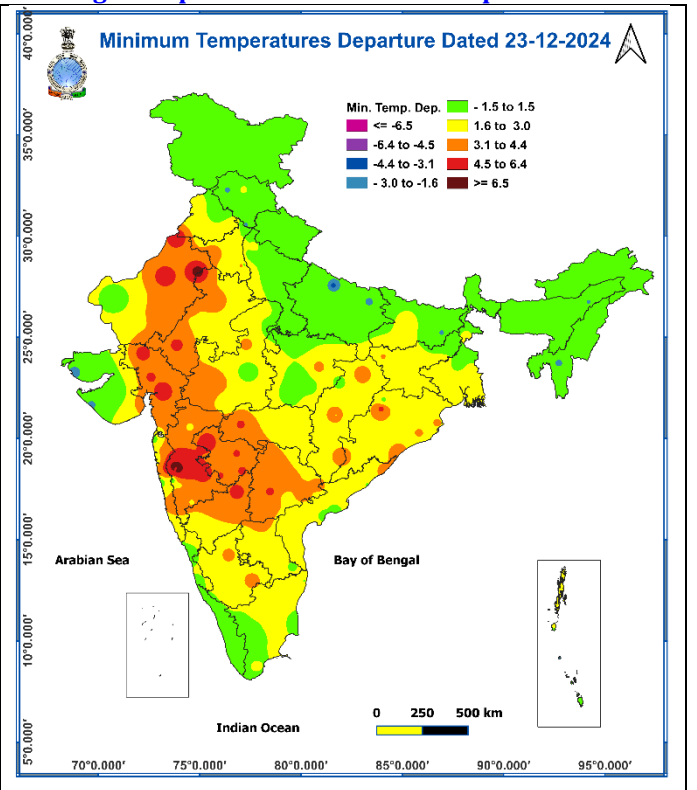 Minimum Temperatures Departure Dated 23-12-2024
Min. Temp. Dep.
<= -6.5
-6.4 to -4.5
-4.4 to -3.1
- 3.0 to -1.6
- 1.5 to 1.5
1.6 to 3.0
3.1 to 4.4
4.5 to 6.4
>= 6.5
40°0.000'
35°0.000'
30°0.000'
25°0.000'
20°0.000'
15°0.000'
10°0.000'
5°0.000'
Arabian Sea
Bay of Bengal
Indian Ocean
0 250 500 km
70°0.000' 75°0.000' 80°0.000' 85°0.000' 90°0.000' 95°0.000'